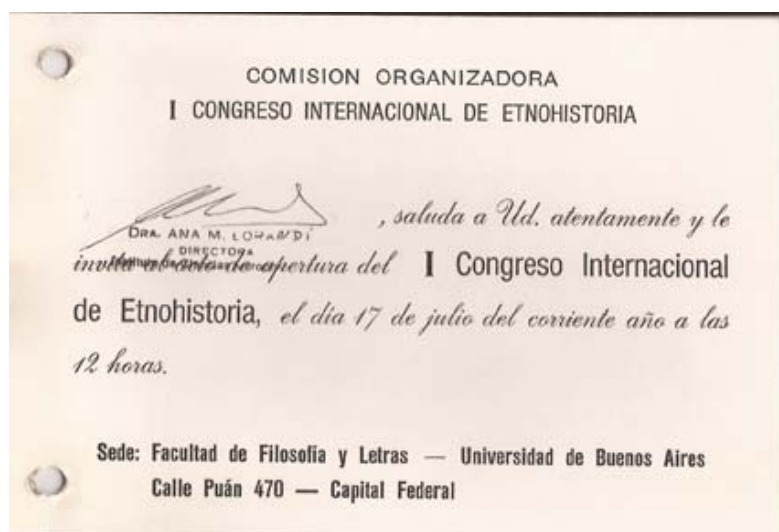 COMISION ORGANIZADORA
I CONGRESO INTERNACIONAL DE ETNOHISTORIA
, saluda a Ud. atentamente y le
DRA. ANA M. LORANDI
DIRECTORA
invita al acto de apertura del I Congreso Internacional
de Etnohistoria, el día 17 de julio del corriente año a las
12 horas.
Sede: Facultad de Filosofía y Letras — Universidad de Buenos Aires
Calle Puán 470 — Capital Federal